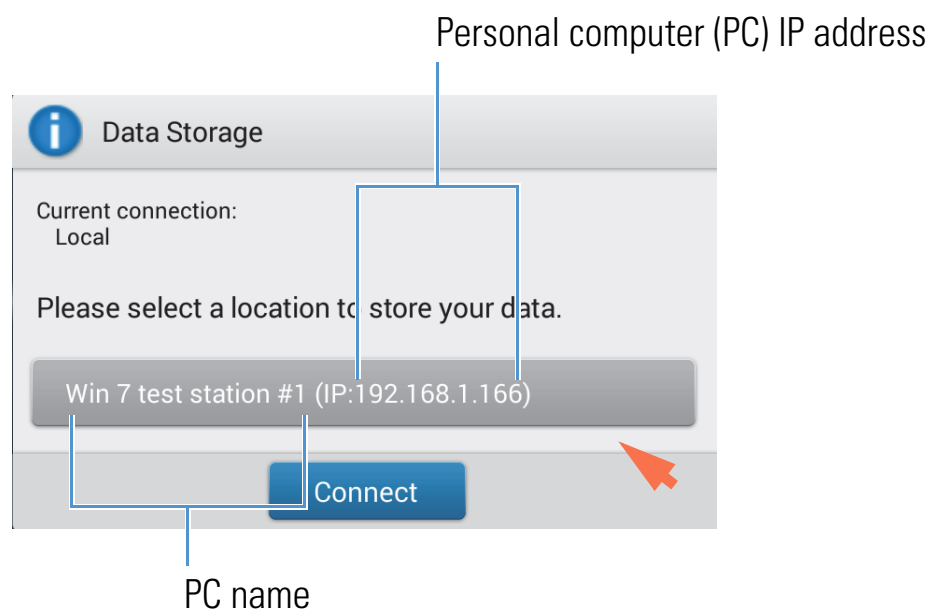 Personal computer (PC) IP address
i Data Storage
Current connection:
Local
Please select a location to store your data.
Win 7 test station #1 (IP:192.168.1.166)
Connect
PC name